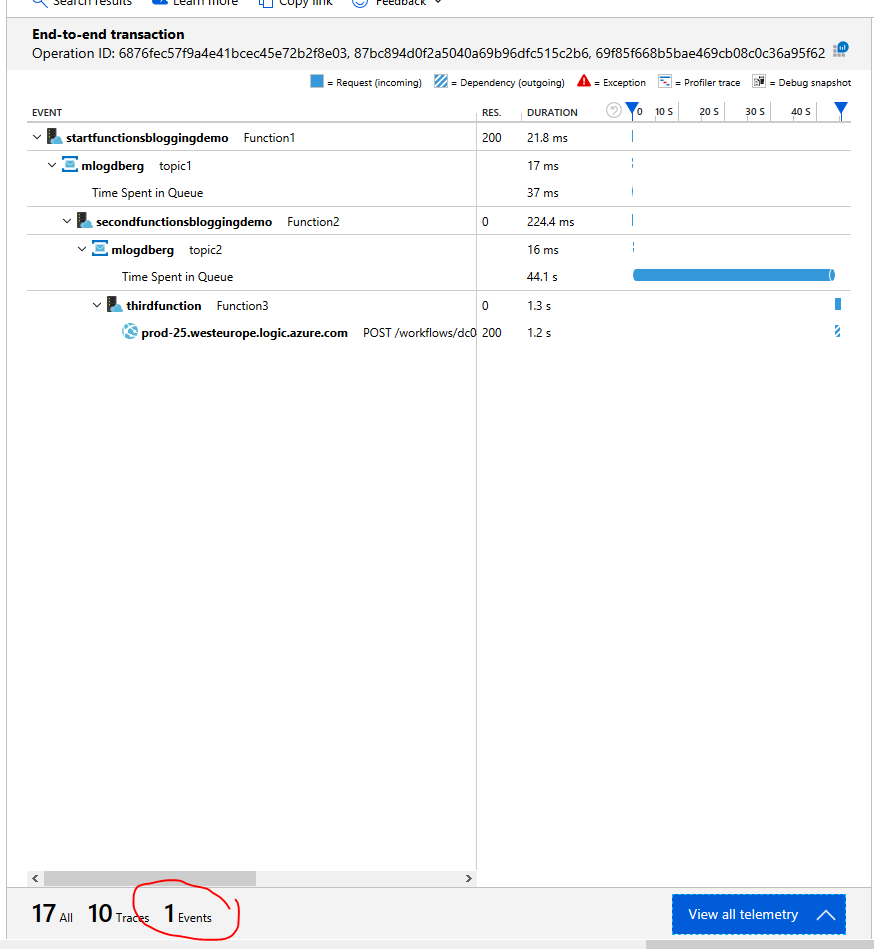 Search results Learn more Copy link Feedback
End-to-end transaction
Operation ID: 6876fec57f9a4e41bcec45e72b2f8e03, 87bc894d0f2a5040a69b96dfc515c2b6, 69f85f668b5bae469cb08c0c36a95f62
= Request (incoming) = Dependency (outgoing) = Exception = Profiler trace = Debug snapshot
EVENT RES. DURATION ? 0 10 S 20 S 30 S 40 S
startfunctionsbloggingdemo Function1 200 21.8 ms
mlogdberg topic1 17 ms
Time Spent in Queue 37 ms
secondfunctionsbloggingdemo Function2 0 224.4 ms
mlogdberg topic2 16 ms
Time Spent in Queue 44.1 s
thirdfunction Function3 0 1.3 s
prod-25.westeurope.logic.azure.com POST /workflows/dc0 200 1.2 s
17 All 10 Traces 1 Events View all telemetry